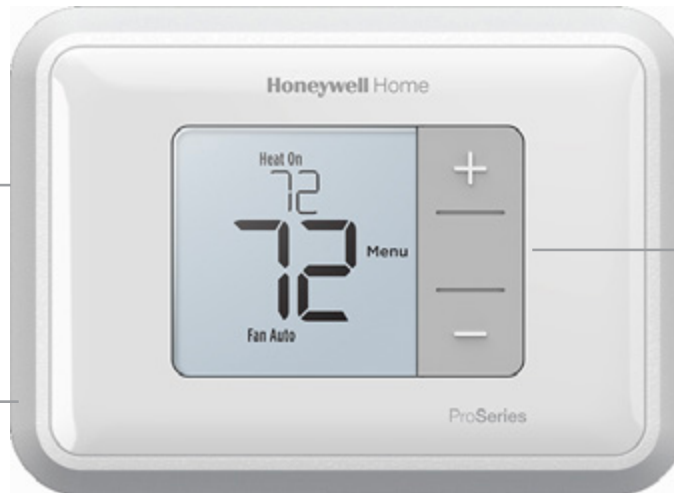 Honeywell Home
Heat On
72
72
Menu
Fan Auto
+
−
ProSeries